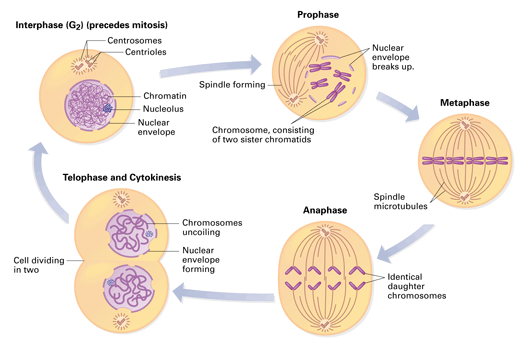 Interphase (G₂) (precedes mitosis)
Centrosomes
Centrioles
Chromatin
Nucleolus
Nuclear
envelope
Prophase
Nuclear
envelope
breaks up.
Spindle forming
Chromosome, consisting
of two sister chromatids
Metaphase
Spindle
microtubules
Anaphase
Identical
daughter
chromosomes
Telophase and Cytokinesis
Chromosomes
uncoiling
Nuclear
envelope
forming
Cell dividing
in two